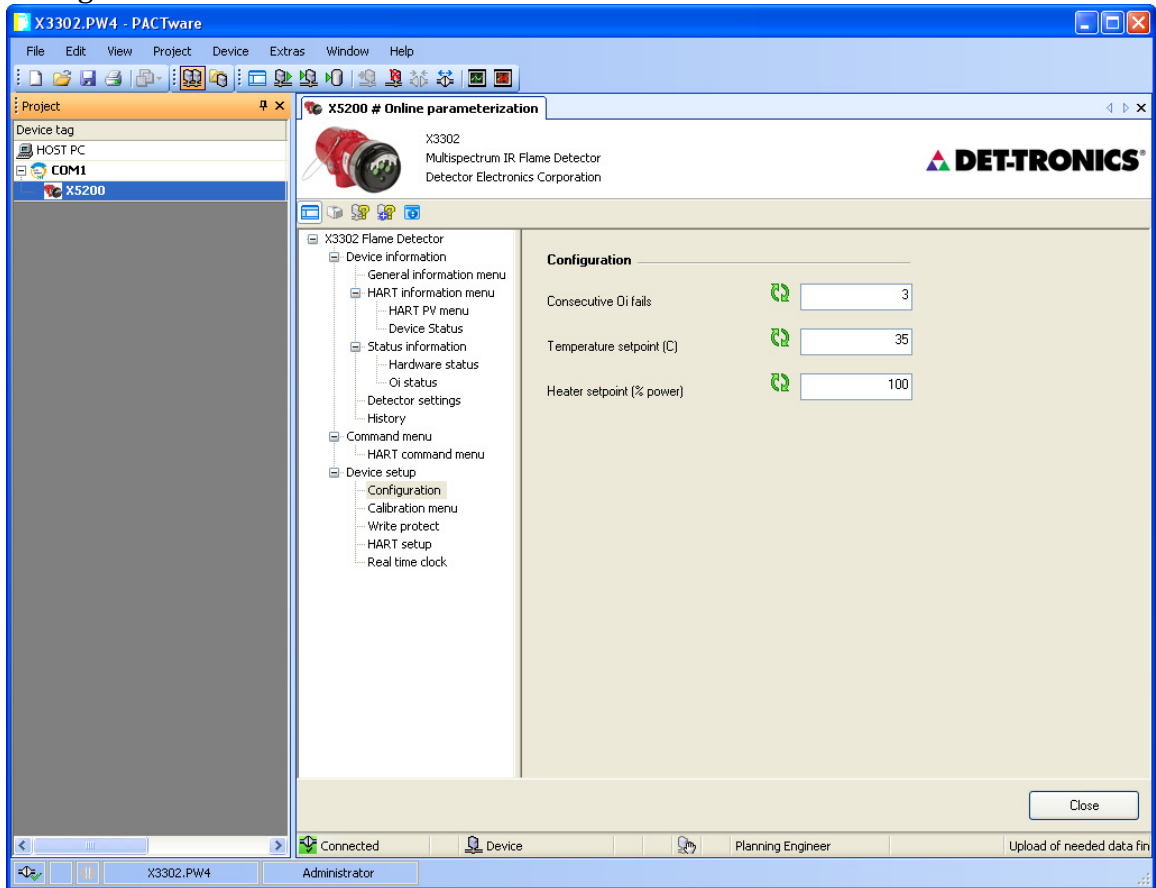 X3302.PW4 - PACTware
File Edit View Project Device Extras Window Help
Project
Device tag
HOST PC
COM1
X5200
X5200 # Online parameterization
X3302
Multispectrum IR Flame Detector
Detector Electronics Corporation
DET-TRONICS®
X3302 Flame Detector
Device information
General information menu
HART information menu
HART PV menu
Device Status
Status information
Hardware status
Oi status
Detector settings
History
Command menu
HART command menu
Device setup
Configuration
Calibration menu
Write protect
HART setup
Real time clock
Configuration
Consecutive Oi fails 3
Temperature setpoint (C) 35
Heater setpoint (% power) 100
Close
Connected Device Planning Engineer Upload of needed data fin
X3302.PW4 Administrator